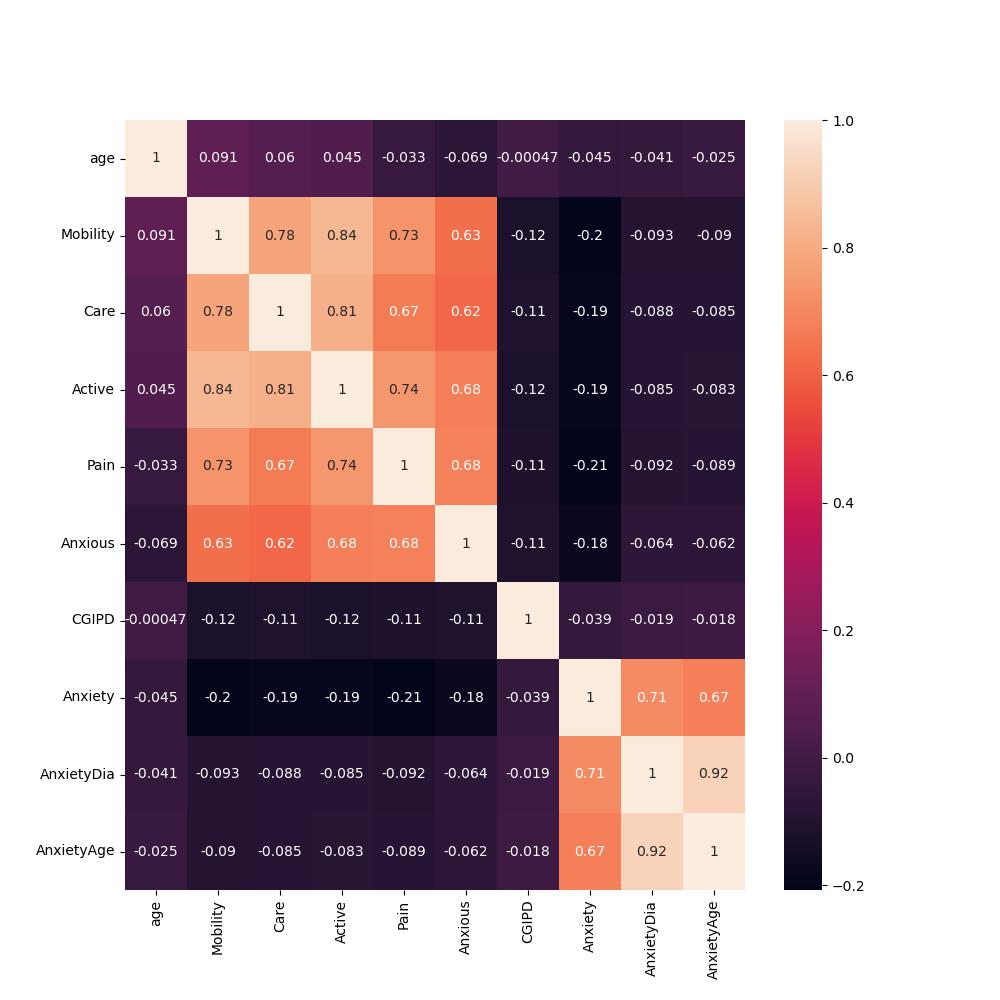 age 1 0.091 0.06 0.045 -0.033 -0.069 -0.00047 -0.045 -0.041 -0.025
Mobility 0.091 1 0.78 0.84 0.73 0.63 -0.12 -0.2 -0.093 -0.09
Care 0.06 0.78 1 0.81 0.67 0.62 -0.11 -0.19 -0.088 -0.085
Active 0.045 0.84 0.81 1 0.74 0.68 -0.12 -0.19 -0.085 -0.083
Pain -0.033 0.73 0.67 0.74 1 0.68 -0.11 -0.21 -0.092 -0.089
Anxious -0.069 0.63 0.62 0.68 0.68 1 -0.11 -0.18 -0.064 -0.062
CGIPD -0.00047 -0.12 -0.11 -0.12 -0.11 -0.11 1 -0.039 -0.019 -0.018
Anxiety -0.045 -0.2 -0.19 -0.19 -0.21 -0.18 -0.039 1 0.71 0.67
AnxietyDia -0.041 -0.093 -0.088 -0.085 -0.092 -0.064 -0.019 0.71 1 0.92
AnxietyAge -0.025 -0.09 -0.085 -0.083 -0.089 -0.062 -0.018 0.67 0.92 1
age Mobility Care Active Pain Anxious CGIPD Anxiety AnxietyDia AnxietyAge
1.0
0.8
0.6
0.4
0.2
0.0
−0.2